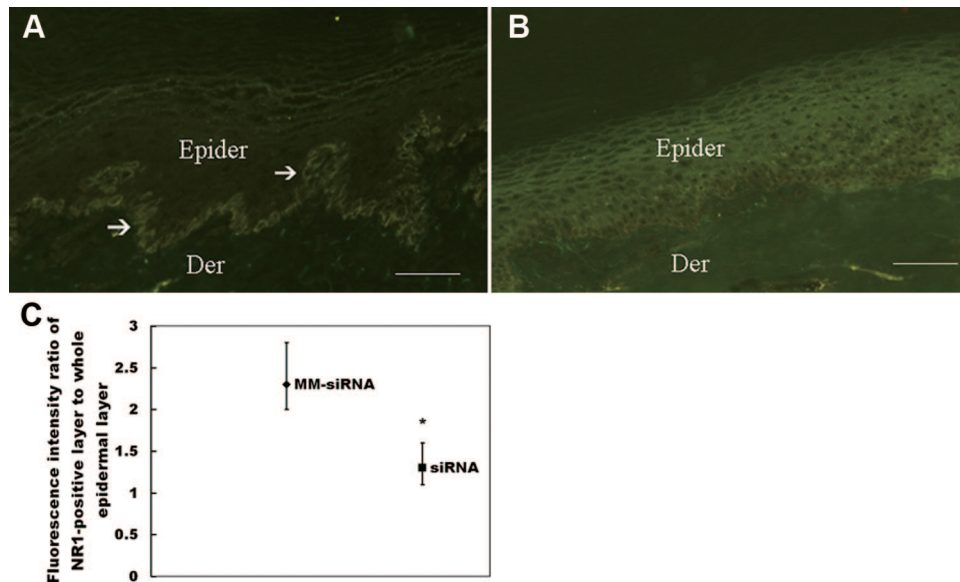 A
B
Epider
Epider
Der
Der
C
Fluorescence intensity ratio of
NR1-positive layer to whole
epidermal layer
3
2.5
2
1.5
1
0.5
0
MM-siRNA
*
siRNA